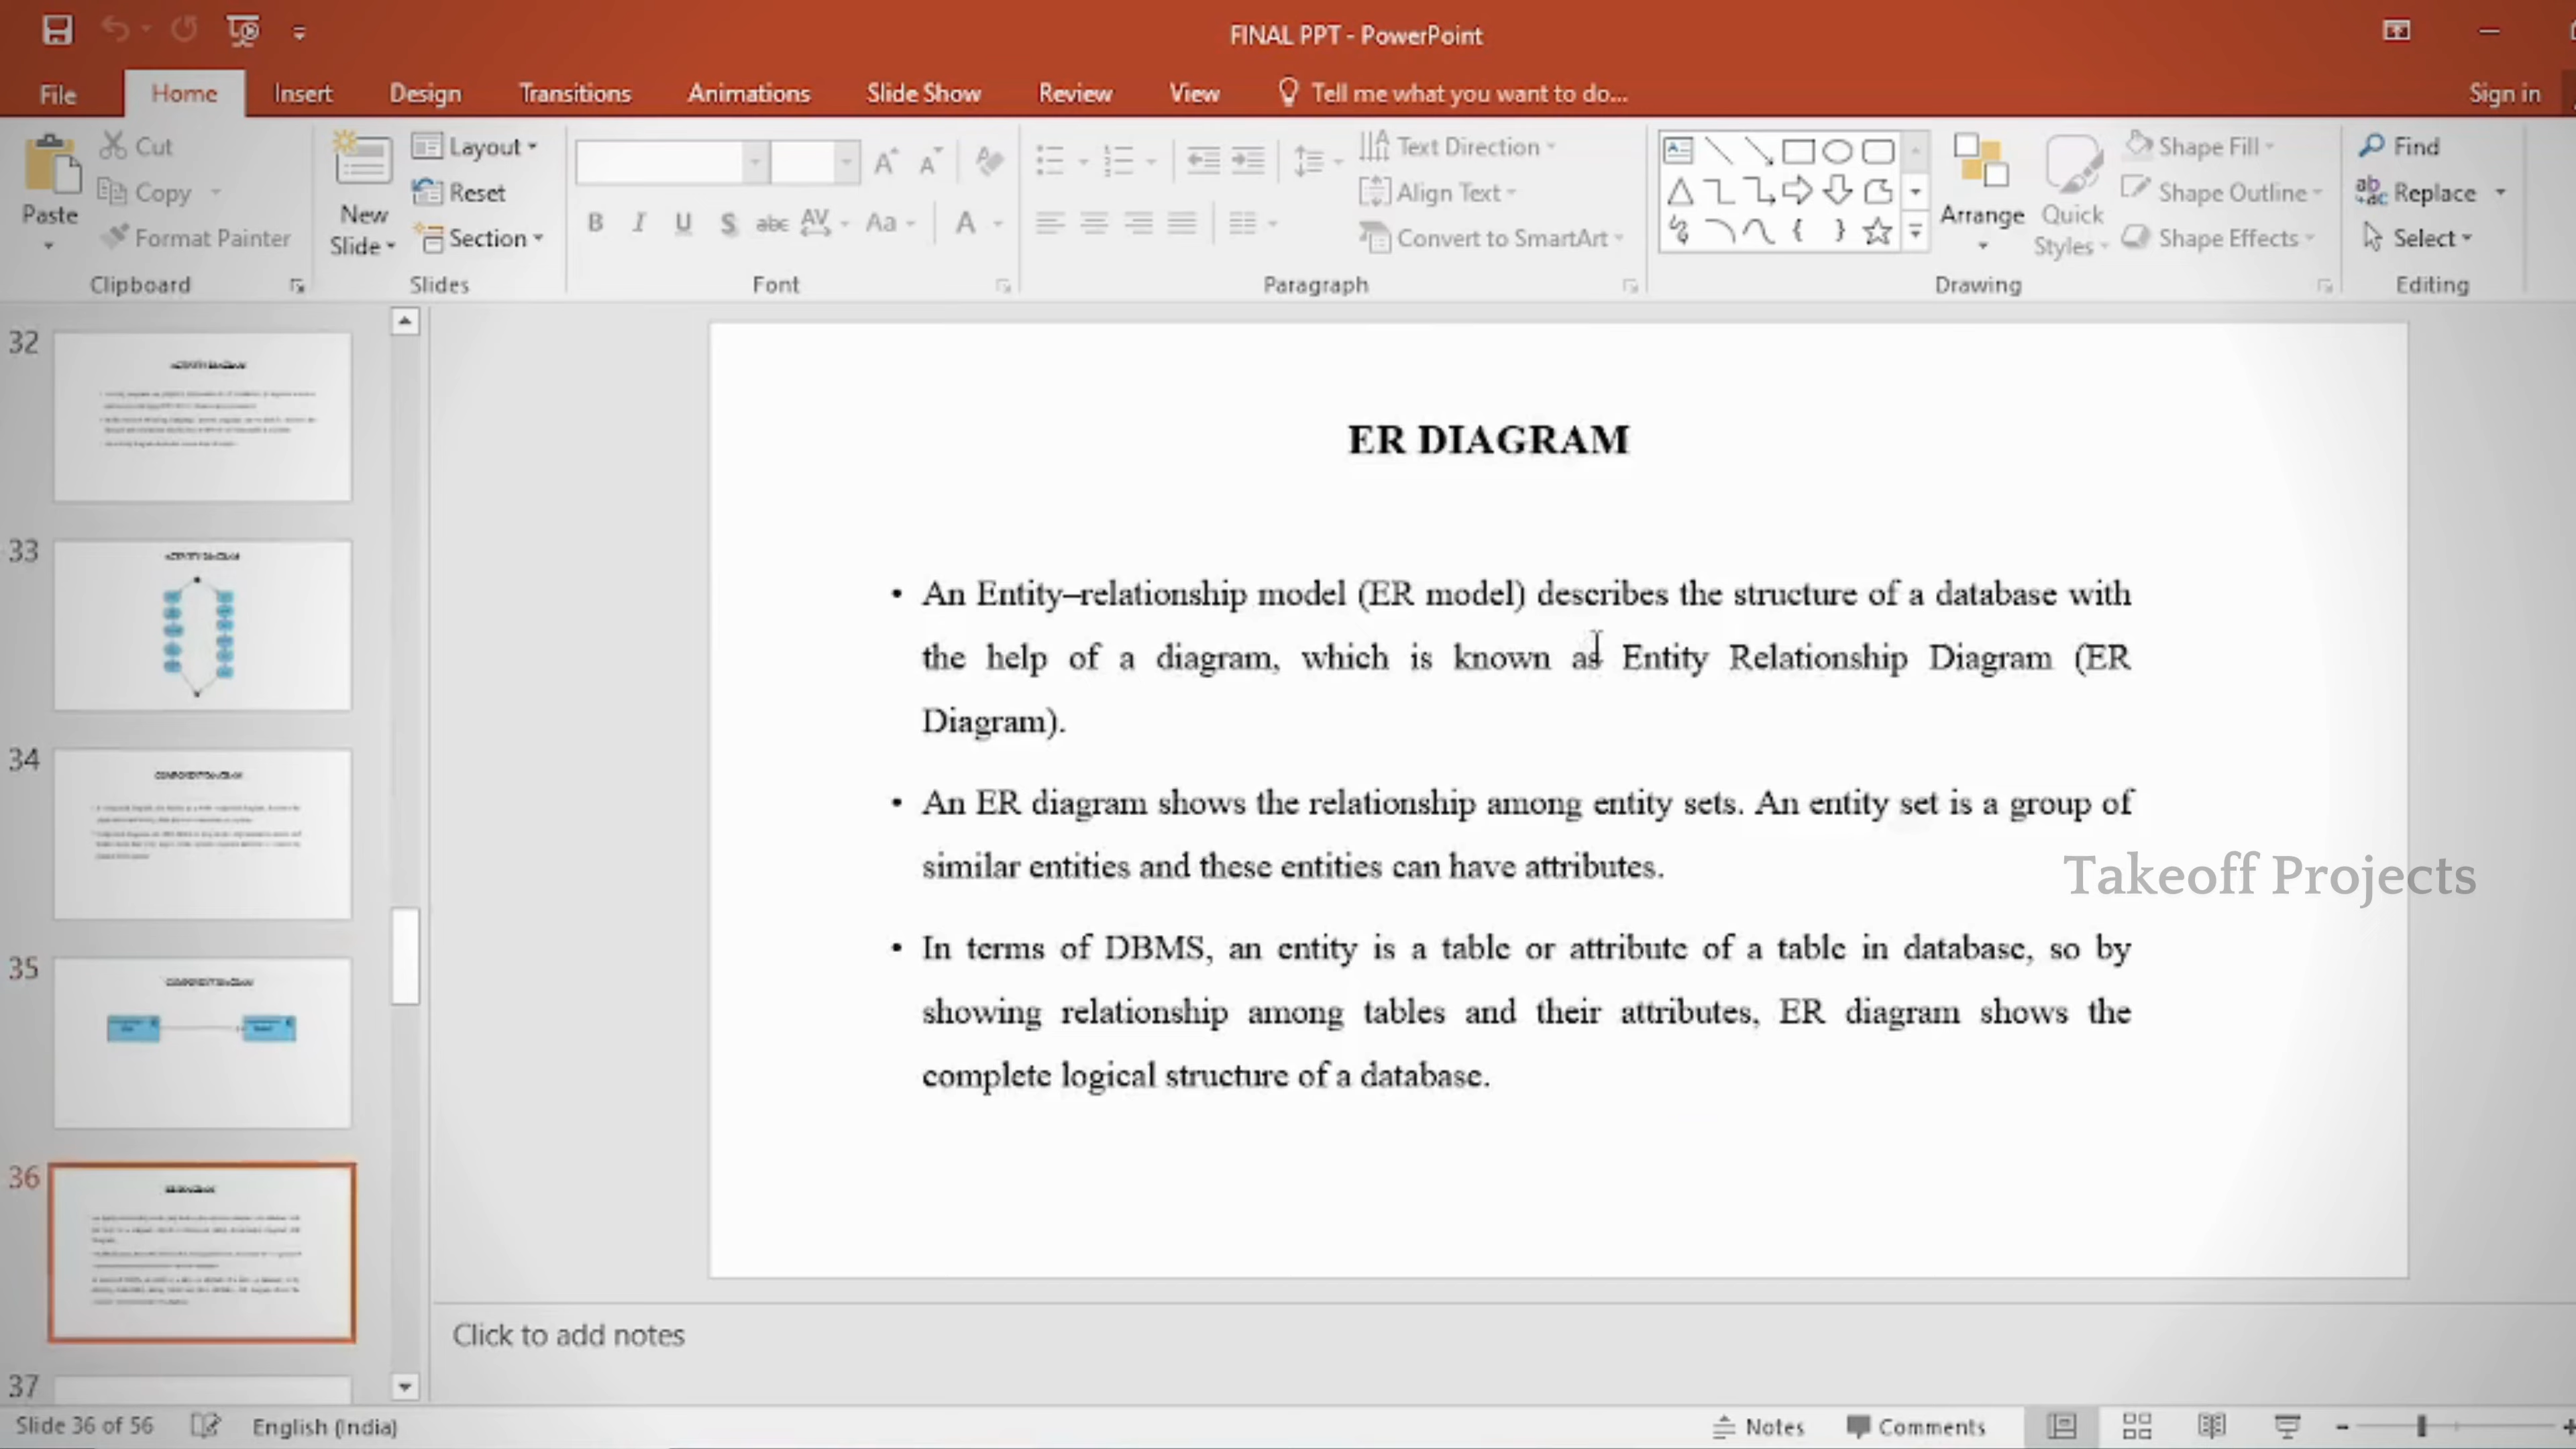 FINAL PPT - PowerPoint
File Home Insert Design Transitions Animations Slide Show Review View Tell me what you want to do... Sign in
Paste
Cut
Copy
Format Painter
Clipboard
New Slide
Layout
Reset
Section
Slides
Font
Text Direction
Align Text
Convert to SmartArt
Paragraph
Arrange
Quick Styles
Shape Fill
Shape Outline
Shape Effects
Drawing
Find
Replace
Select
Editing
32
33
34
35
36
37
ER DIAGRAM
• An Entity–relationship model (ER model) describes the structure of a database with
the help of a diagram, which is known as Entity Relationship Diagram (ER
Diagram).
• An ER diagram shows the relationship among entity sets. An entity set is a group of
similar entities and these entities can have attributes.
• In terms of DBMS, an entity is a table or attribute of a table in database, so by
showing relationship among tables and their attributes, ER diagram shows the
complete logical structure of a database.
Takeoff Projects
Click to add notes
Slide 36 of 56 English (India) Notes Comments